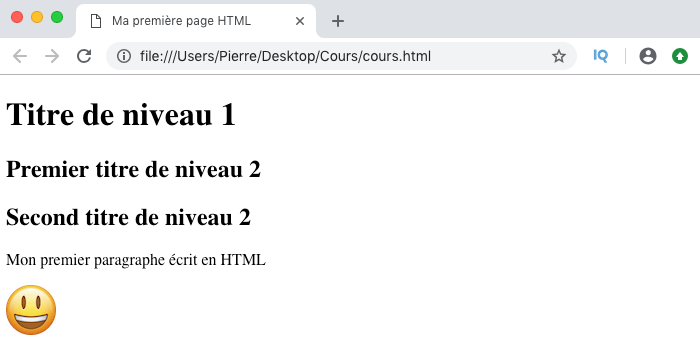 Ma première page HTML
file:///Users/Pierre/Desktop/Cours/cours.html
IQ
Titre de niveau 1
Premier titre de niveau 2
Second titre de niveau 2
Mon premier paragraphe écrit en HTML